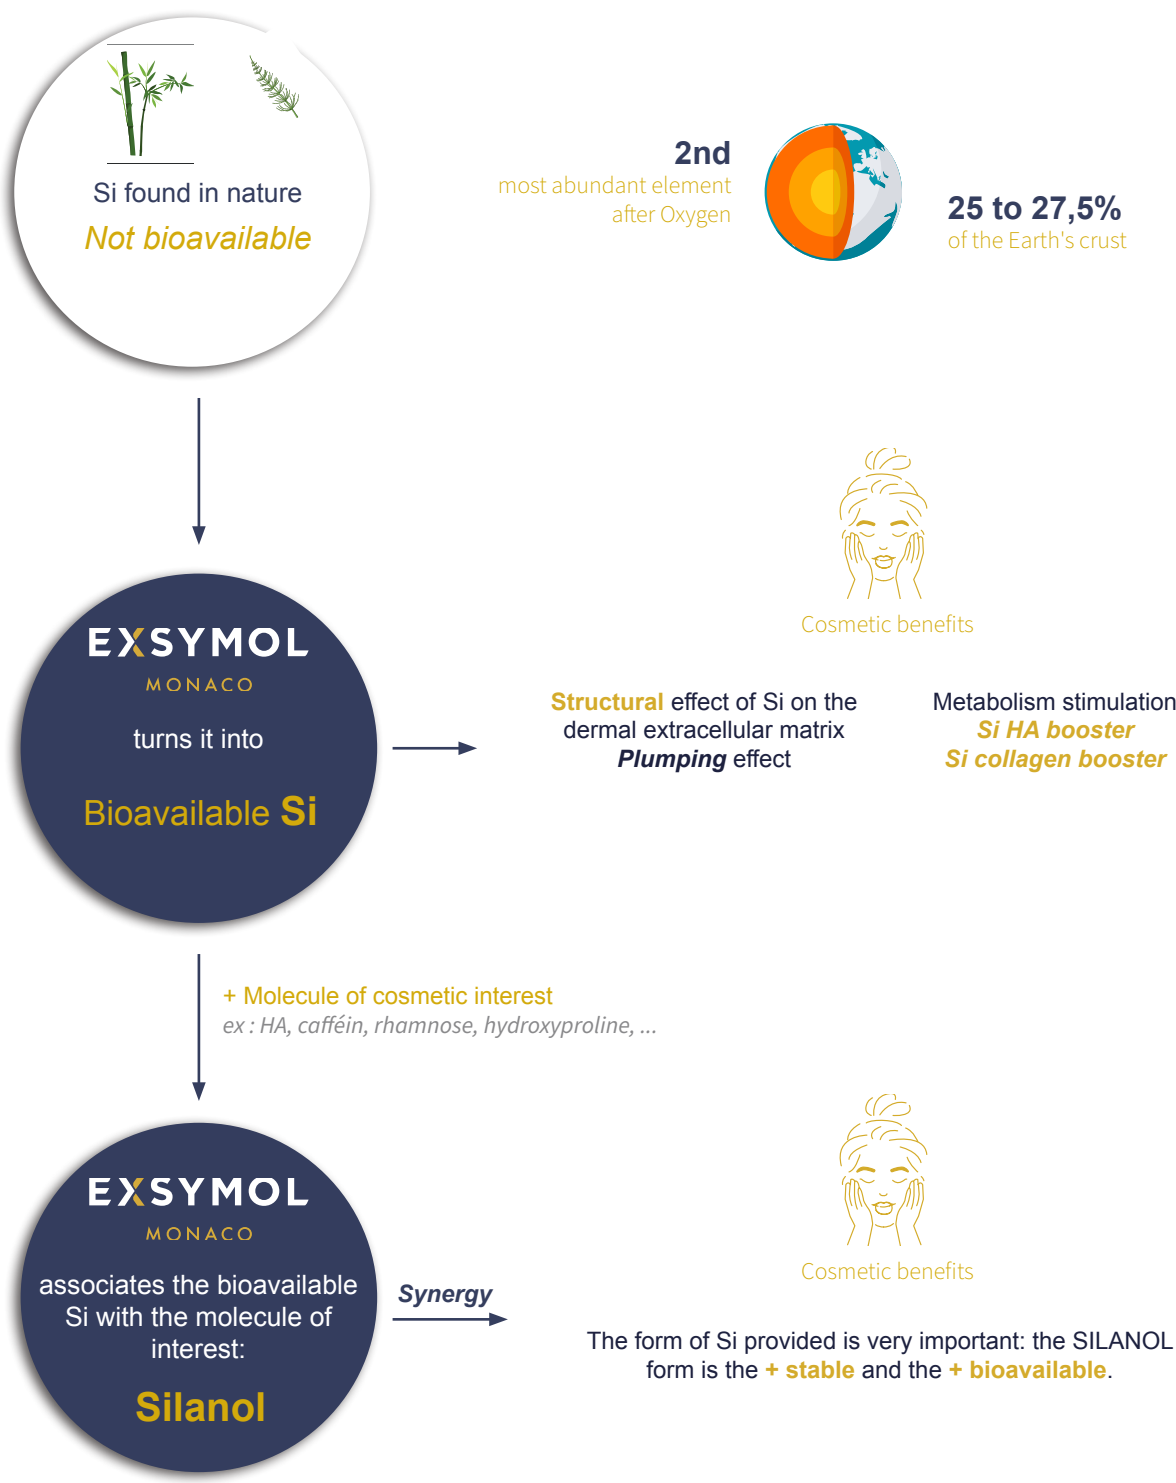 Si found in nature
Not bioavailable
2nd
most abundant element
after Oxygen
25 to 27,5%
of the Earth's crust
EXSYMOL
MONACO
turns it into
Bioavailable Si
Cosmetic benefits
Structural effect of Si on the
dermal extracellular matrix
Plumping effect
Metabolism stimulation
Si HA booster
Si collagen booster
+ Molecule of cosmetic interest
ex : HA, cafféin, rhamnose, hydroxyproline, ...
EXSYMOL
MONACO
associates the bioavailable
Si with the molecule of
interest:
Silanol
Synergy
Cosmetic benefits
The form of Si provided is very important: the SILANOL
form is the + stable and the + bioavailable.